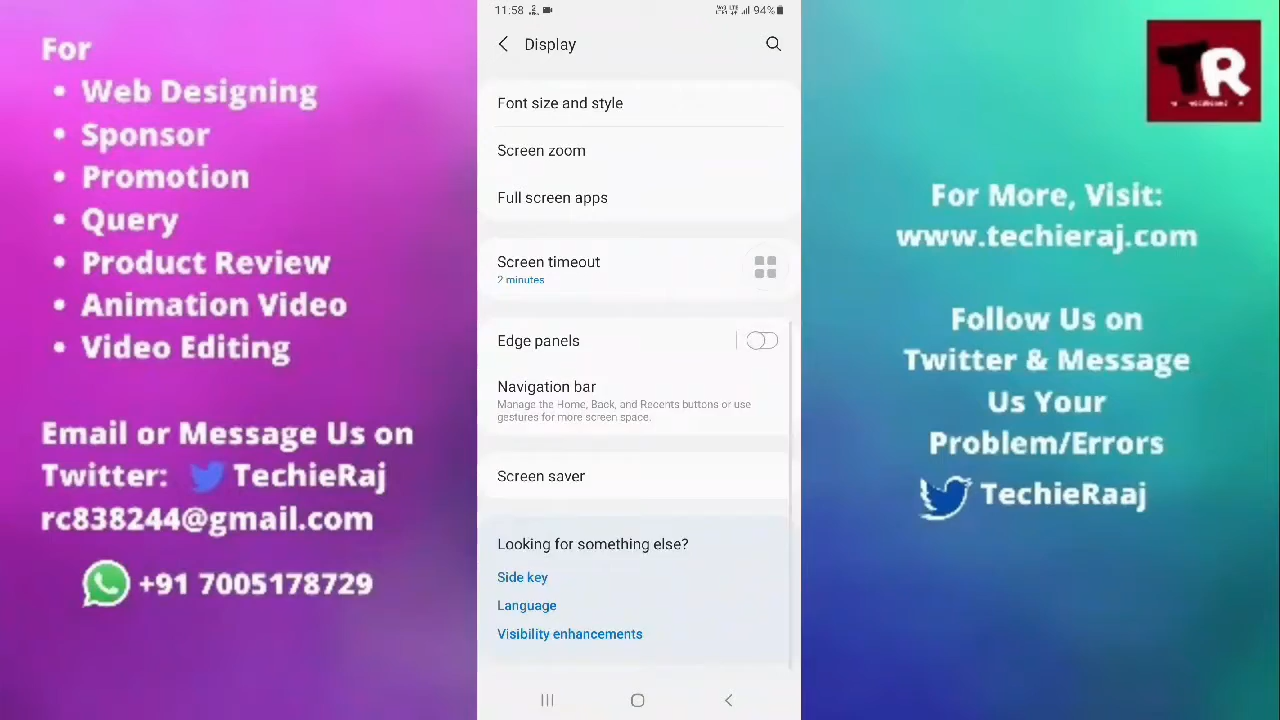 For
• Web Designing
• Sponsor
• Promotion
• Query
• Product Review
• Animation Video
• Video Editing
Email or Message Us on
Twitter: TechieRaj
rc838244@gmail.com
+91 7005178729
11:58
94%
Display
Font size and style
Screen zoom
Full screen apps
Screen timeout
2 minutes
Edge panels
Navigation bar
Manage the Home, Back, and Recents buttons or use
gestures for more screen space.
Screen saver
Looking for something else?
Side key
Language
Visibility enhancements
TR
For More, Visit:
www.techieraj.com
Follow Us on
Twitter & Message
Us Your
Problem/Errors
TechieRaaj